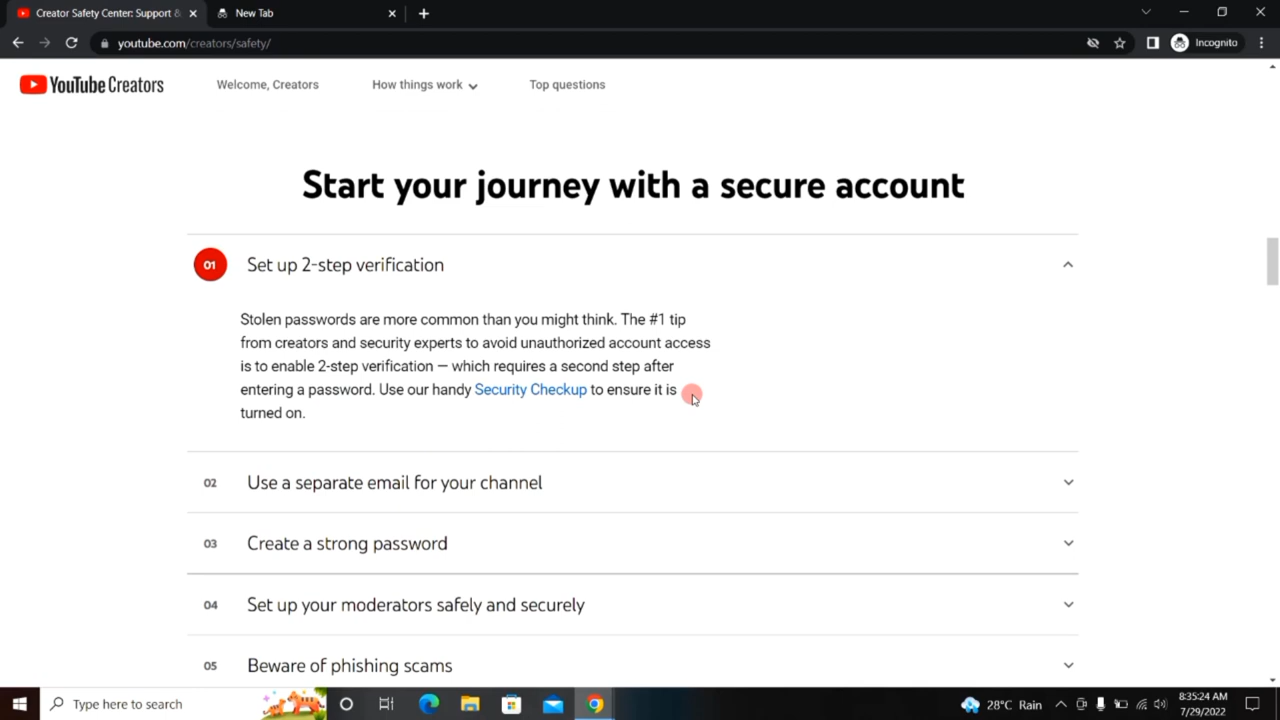 Creator Safety Center: Support &
New Tab
youtube.com/creators/safety/
Incognito
YouTube Creators
Welcome, Creators
How things work
Top questions
Start your journey with a secure account
01
Set up 2-step verification
Stolen passwords are more common than you might think. The #1 tip
from creators and security experts to avoid unauthorized account access
is to enable 2-step verification — which requires a second step after
entering a password. Use our handy Security Checkup to ensure it is
turned on.
02
Use a separate email for your channel
03
Create a strong password
04
Set up your moderators safely and securely
05
Beware of phishing scams
Type here to search
28°C Rain
8:35:24 AM
7/29/2022